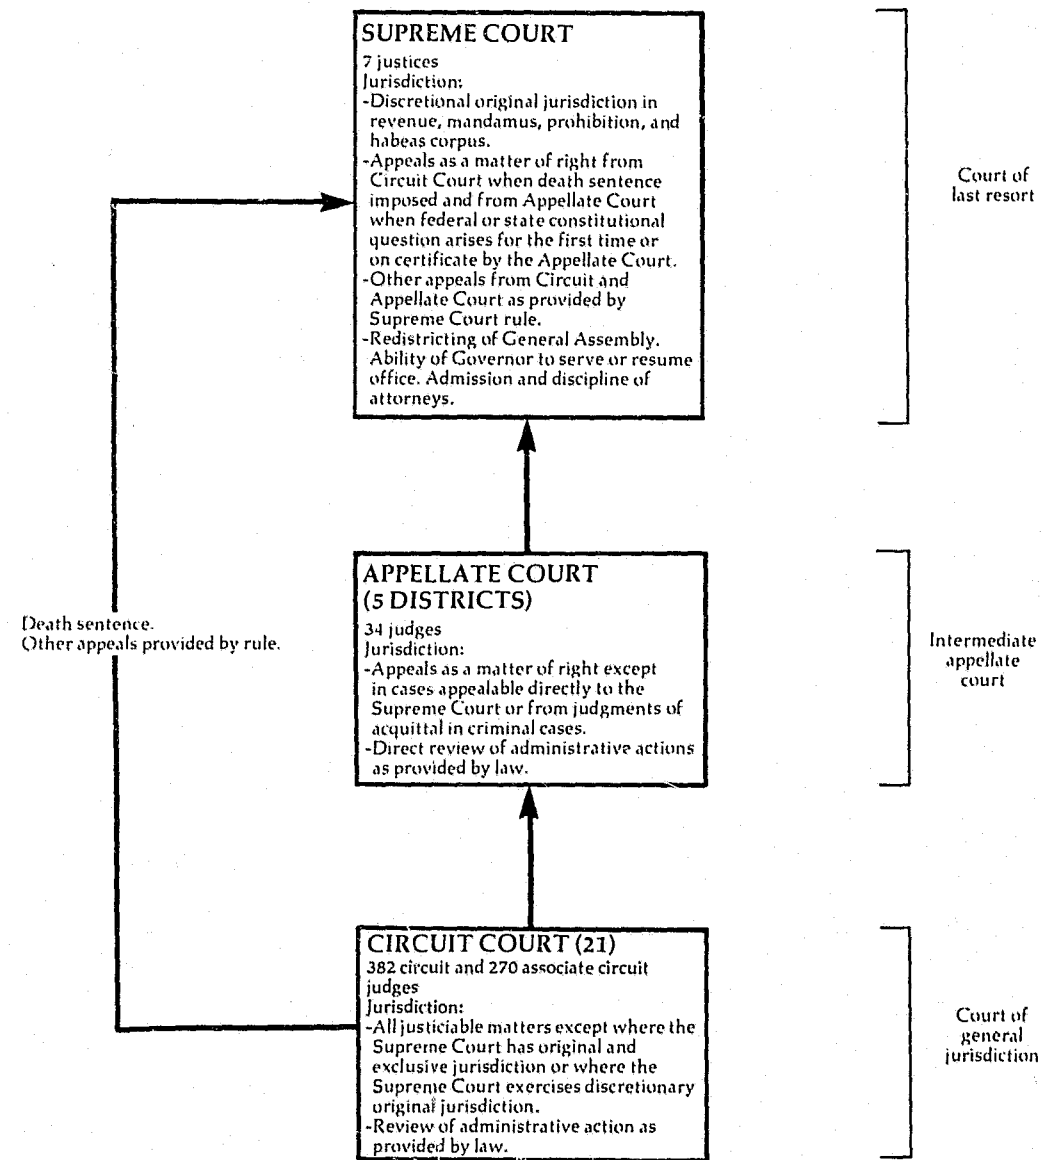 SUPREME COURT
7 justices
Jurisdiction:
-Discretional original jurisdiction in
revenue, mandamus, prohibition, and
habeas corpus.
-Appeals as a matter of right from
Circuit Court when death sentence
imposed and from Appellate Court
when federal or state constitutional
question arises for the first time or
on certificate by the Appellate Court.
-Other appeals from Circuit and
Appellate Court as provided by
Supreme Court rule.
-Redistricting of General Assembly.
Ability of Governor to serve or resume
office. Admission and discipline of
attorneys.
Court of
last resort
Death sentence.
Other appeals provided by rule.
APPELLATE COURT
(5 DISTRICTS)
34 judges
Jurisdiction:
-Appeals as a matter of right except
in cases appealable directly to the
Supreme Court or from judgments of
acquittal in criminal cases.
-Direct review of administrative actions
as provided by law.
Intermediate
appellate
court
CIRCUIT COURT (21)
382 circuit and 270 associate circuit
judges
Jurisdiction:
-All justiciable matters except where the
Supreme Court has original and
exclusive jurisdiction or where the
Supreme Court exercises discretionary
original jurisdiction.
-Review of administrative action as
provided by law.
Court of
general
jurisdiction